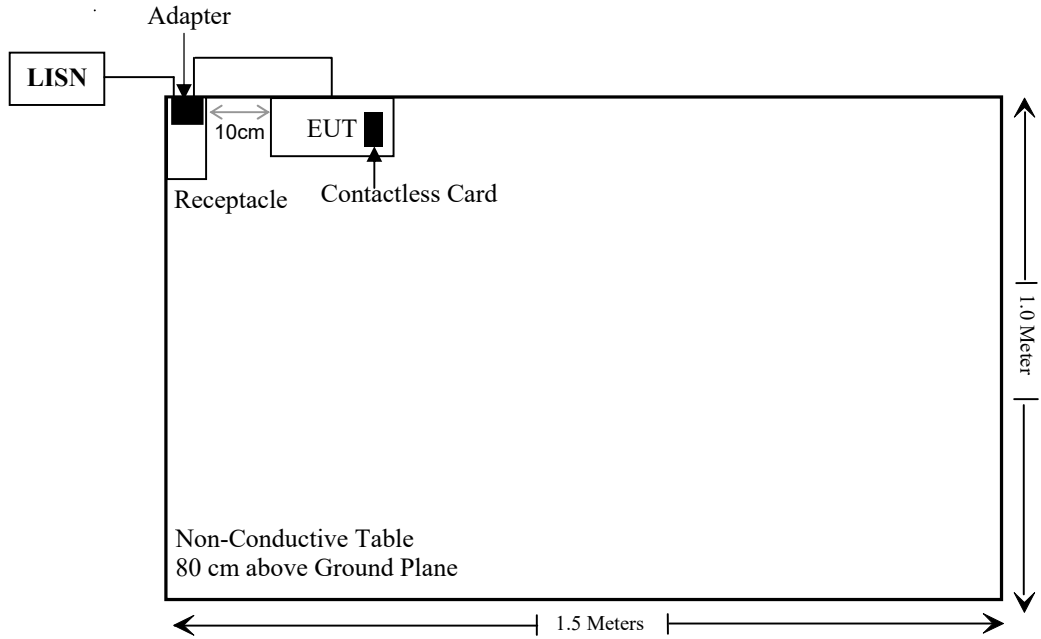 Adapter
LISN
10cm
EUT
Receptacle
Contactless Card
1.0 Meter
Non-Conductive Table
80 cm above Ground Plane
1.5 Meters